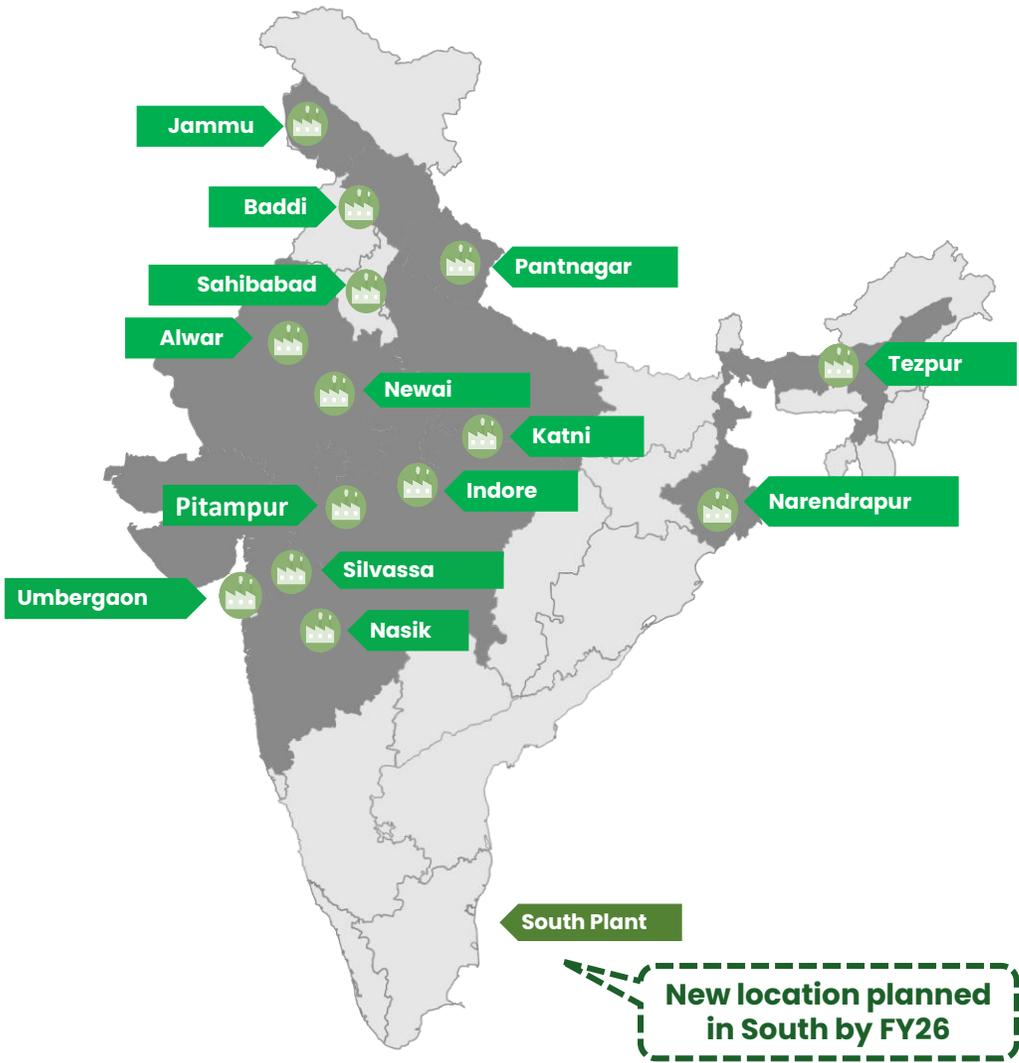 Jammu
Baddi
Pantnagar
Sahibabad
Alwar
Tezpur
Newai
Katni
Indore
Pitampur
Narendrapur
Silvassa
Umbergaon
Nasik
South Plant
New location planned
in South by FY26